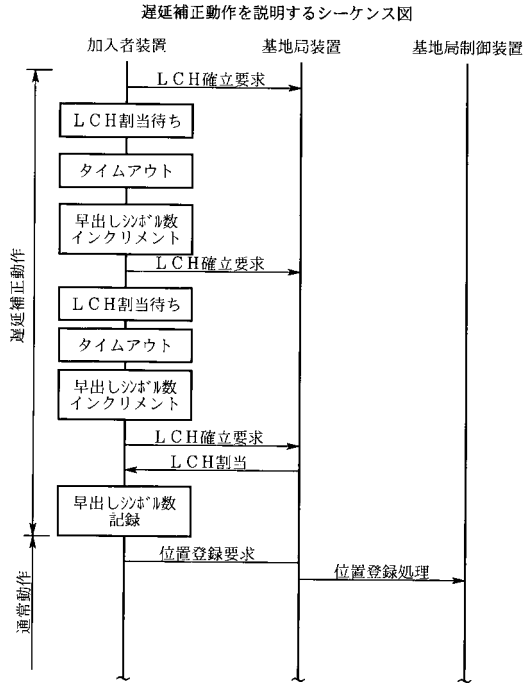 遅延補正動作を説明するシーケンス図
加入者装置
基地局装置
基地局制御装置
ＬＣＨ確立要求
ＬＣＨ割当待ち
タイムアウト
早出しｼﾝﾎﾞﾙ数
インクリメント
ＬＣＨ確立要求
ＬＣＨ割当待ち
タイムアウト
早出しｼﾝﾎﾞﾙ数
インクリメント
ＬＣＨ確立要求
ＬＣＨ割当
早出しｼﾝﾎﾞﾙ数
記録
位置登録要求
位置登録処理
遅延補正動作
通常動作